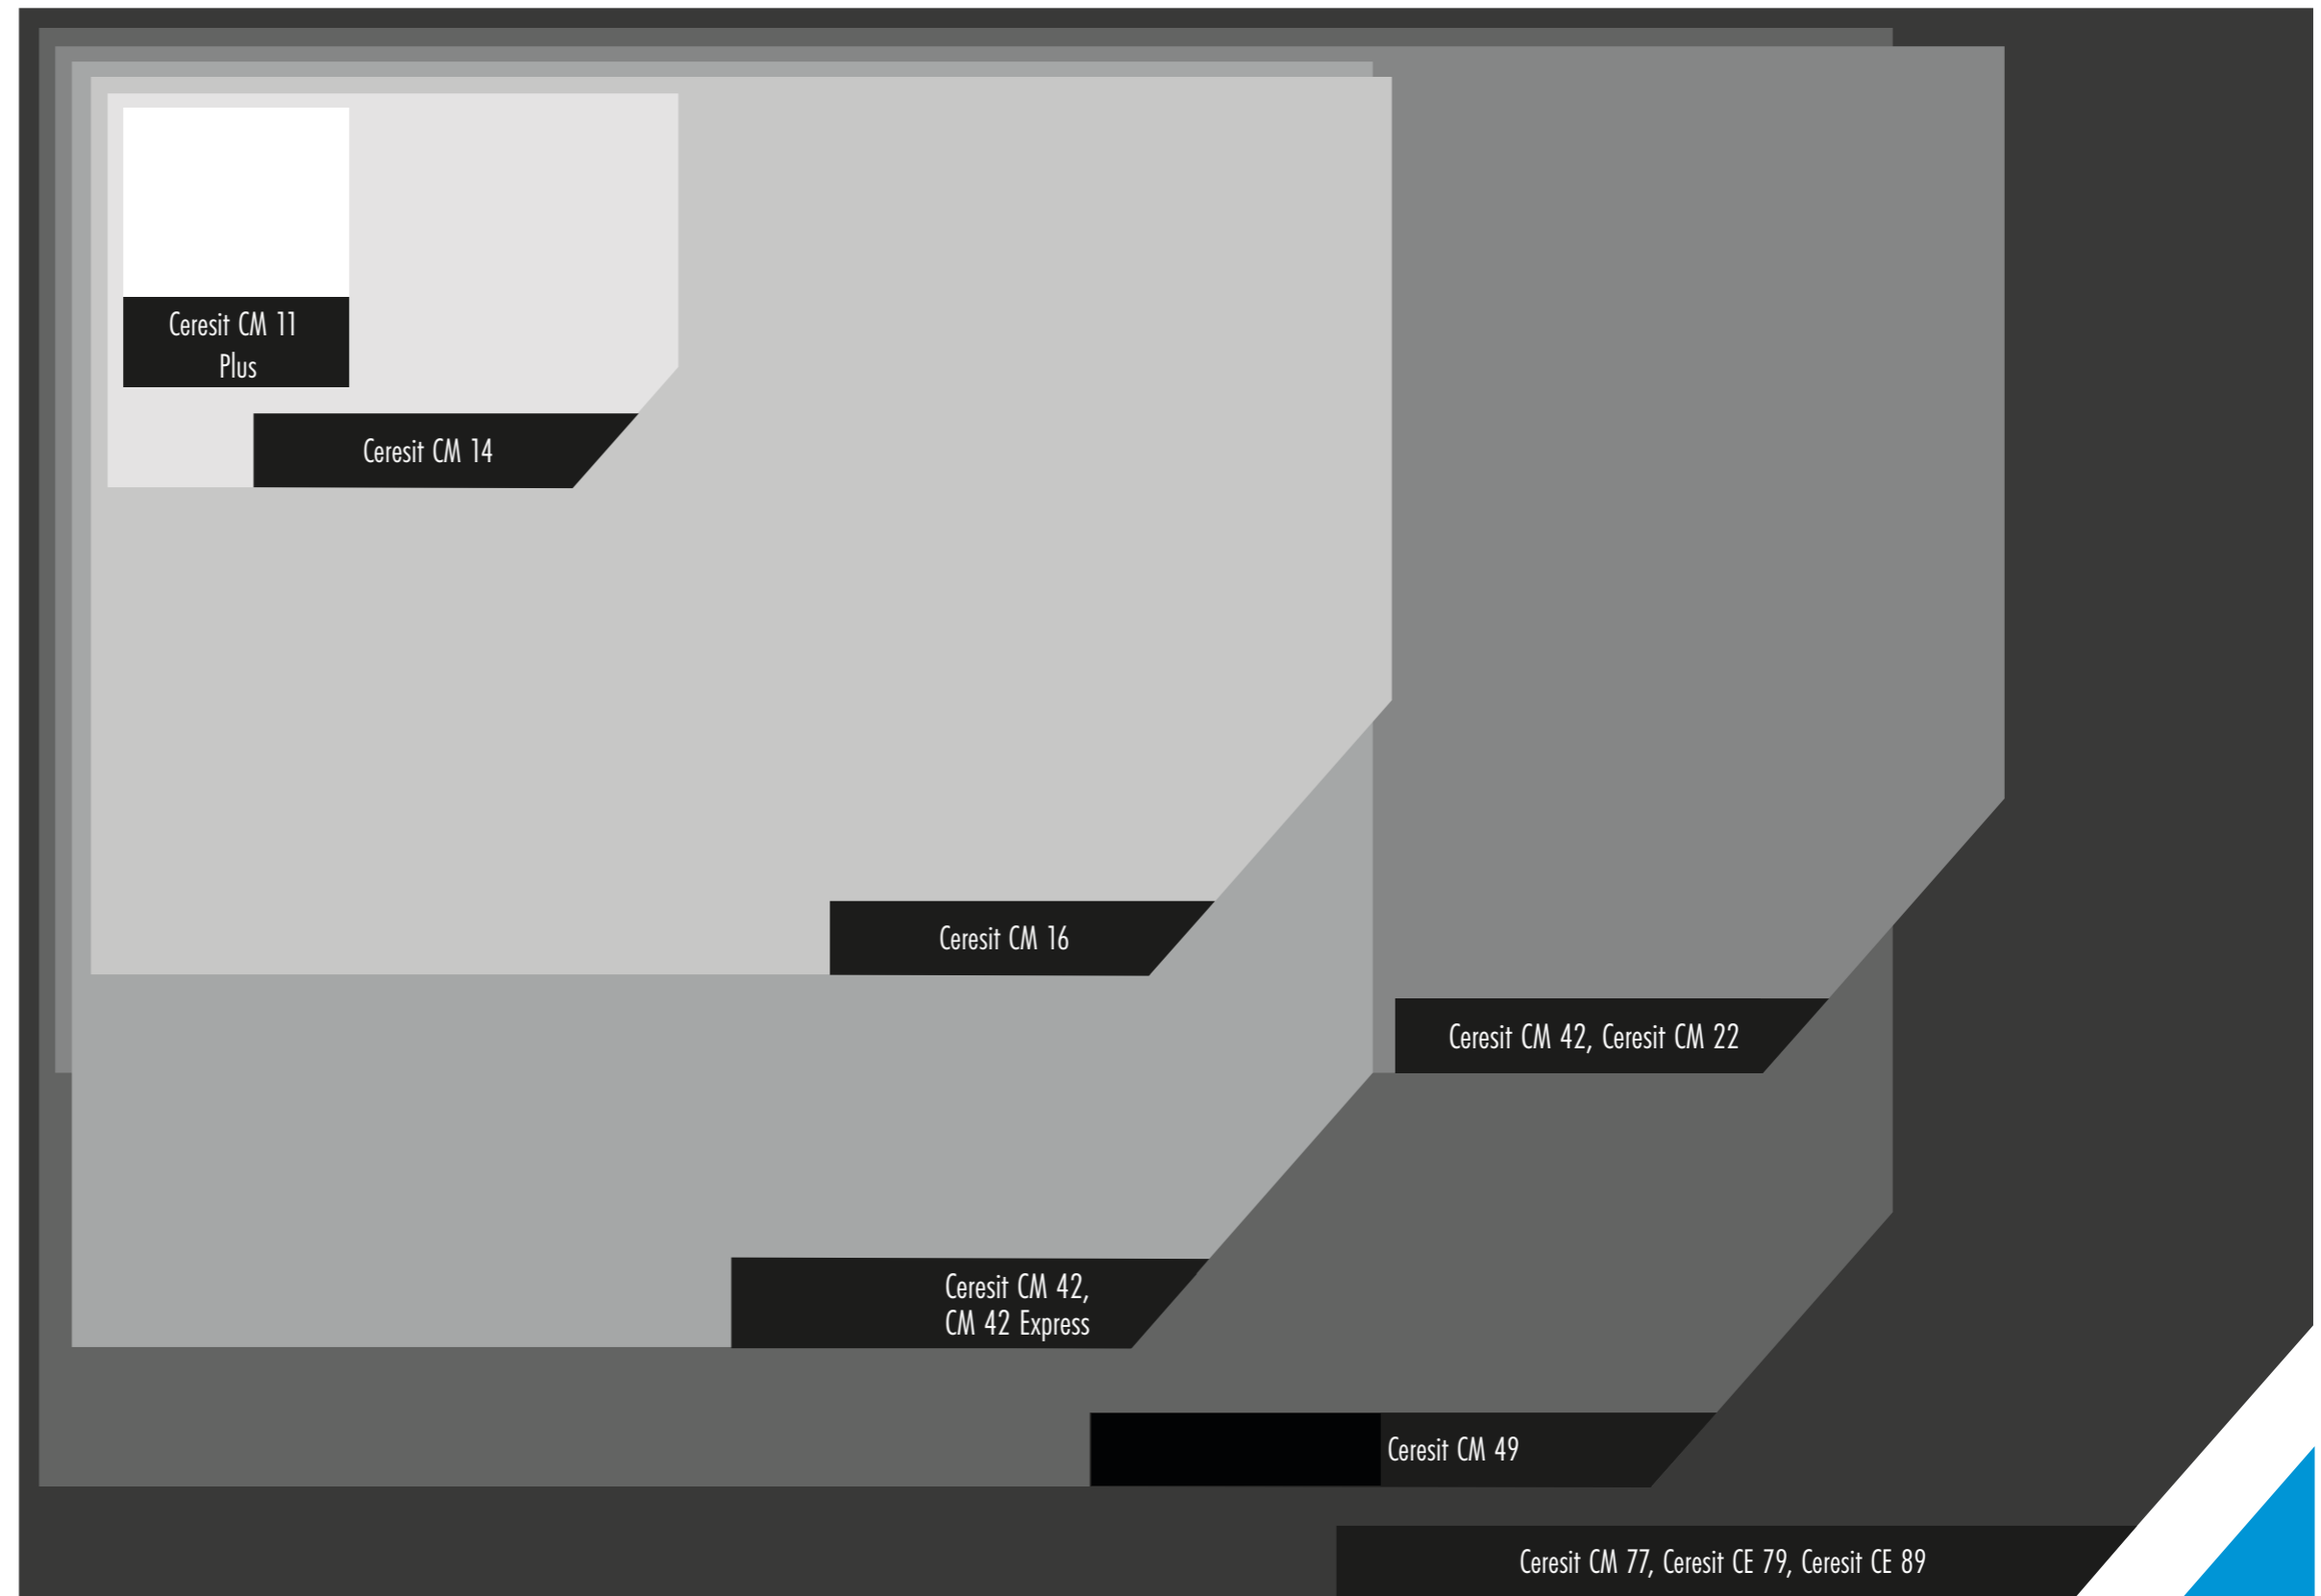 Ceresit CM 11
Plus
Ceresit CM 14
Ceresit CM 16
Ceresit CM 42, Ceresit CM 22
Ceresit CM 42,
CM 42 Express
Ceresit CM 49
Ceresit CM 77, Ceresit CE 79, Ceresit CE 89